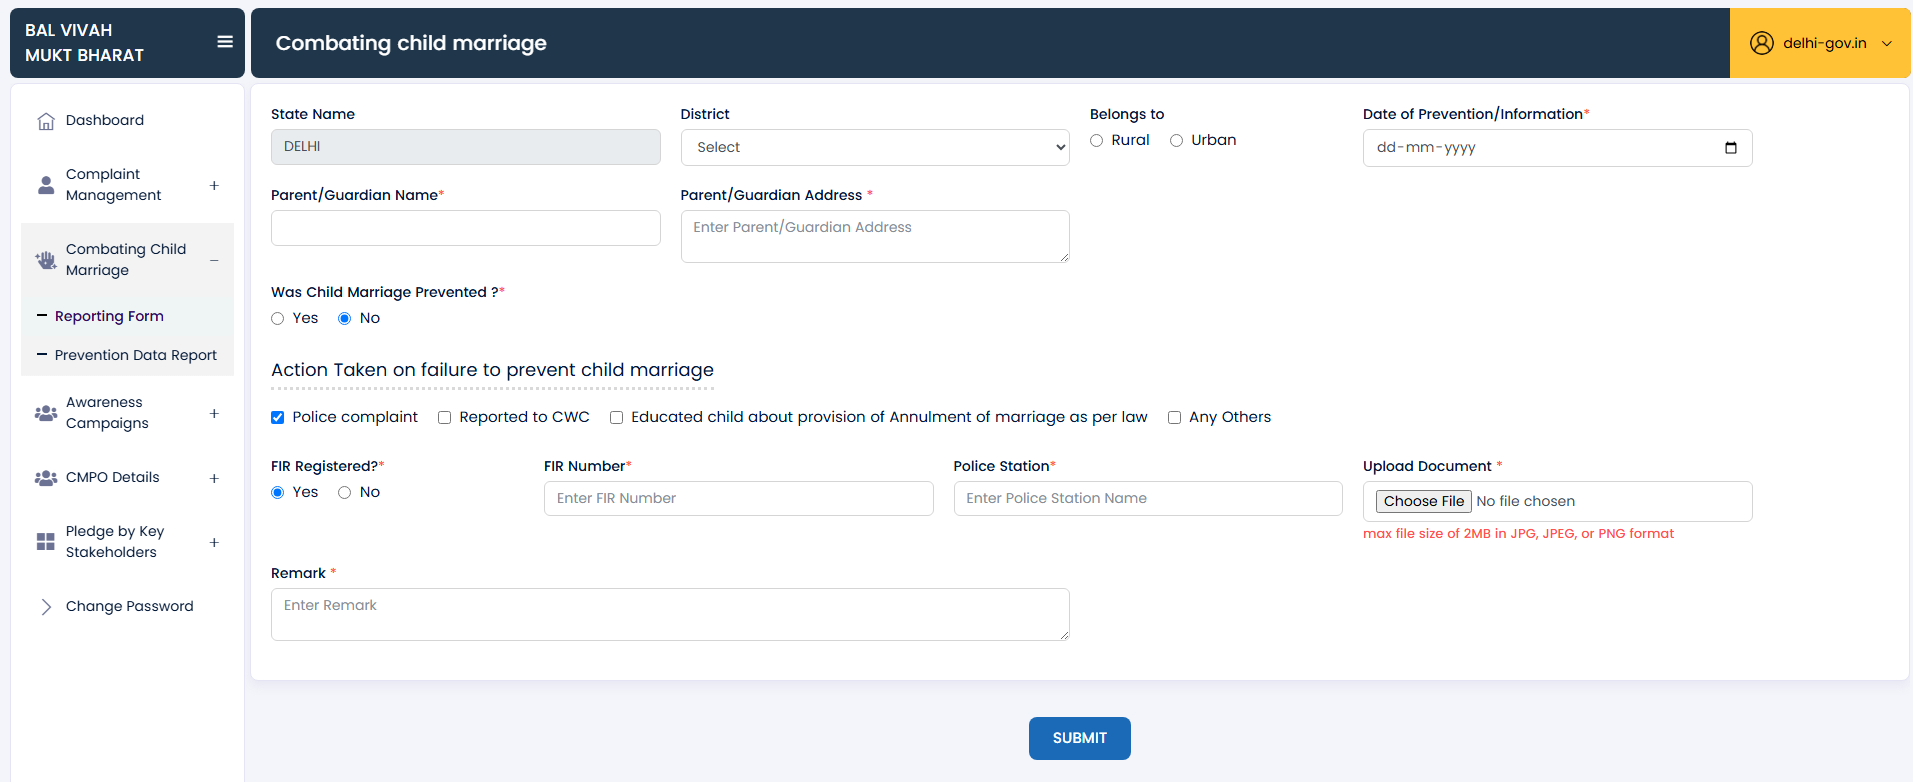 BAL VIVAH
MUKT BHARAT
Combating child marriage
delhi-gov.in
Dashboard
Complaint
Management
+
Combating Child
Marriage
–
Reporting Form
Prevention Data Report
Awareness
Campaigns
+
CMPO Details
+
Pledge by Key
Stakeholders
+
Change Password
State Name
DELHI
District
Select
Belongs to
Rural Urban
Date of Prevention/Information*
dd-mm-yyyy
Parent/Guardian Name*
Parent/Guardian Address *
Enter Parent/Guardian Address
Was Child Marriage Prevented ?*
Yes No
Action Taken on failure to prevent child marriage
Police complaint Reported to CWC Educated child about provision of Annulment of marriage as per law Any Others
FIR Registered?*
Yes No
FIR Number*
Enter FIR Number
Police Station*
Enter Police Station Name
Upload Document *
Choose File No file chosen
max file size of 2MB in JPG, JPEG, or PNG format
Remark *
Enter Remark
SUBMIT